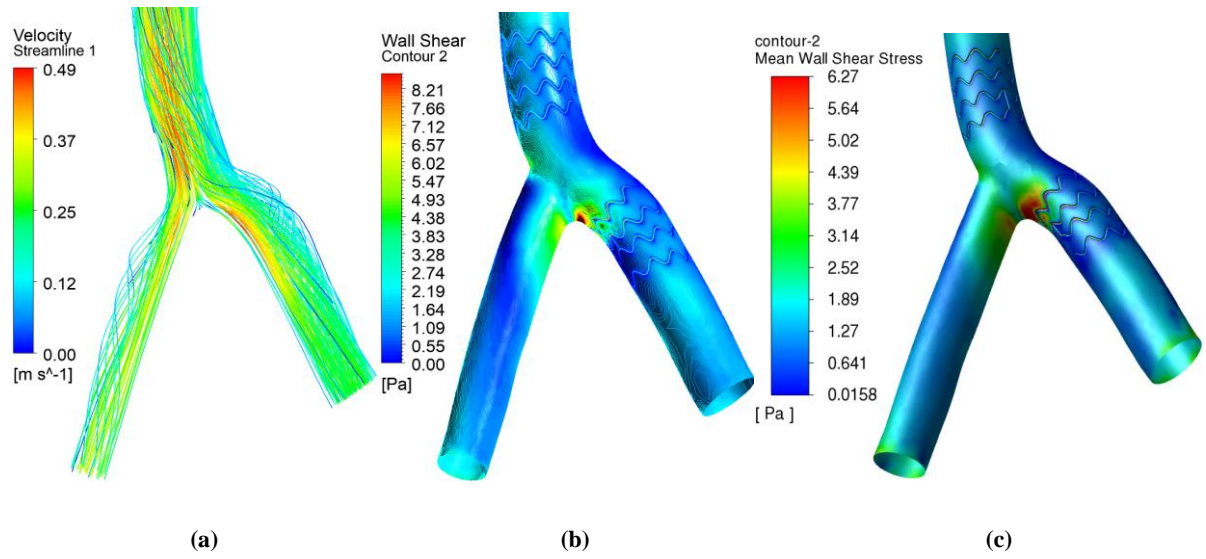 Velocity
Streamline 1
0.49
0.37
0.25
0.12
0.00
[m s^-1]
(a)
Wall Shear
Contour 2
8.21
7.66
7.12
6.57
6.02
5.47
4.93
4.38
3.83
3.28
2.74
2.19
1.64
1.09
0.55
0.00
[Pa]
(b)
contour-2
Mean Wall Shear Stress
6.27
5.64
5.02
4.39
3.77
3.14
2.52
1.89
1.27
0.641
0.0158
[ Pa ]
(c)